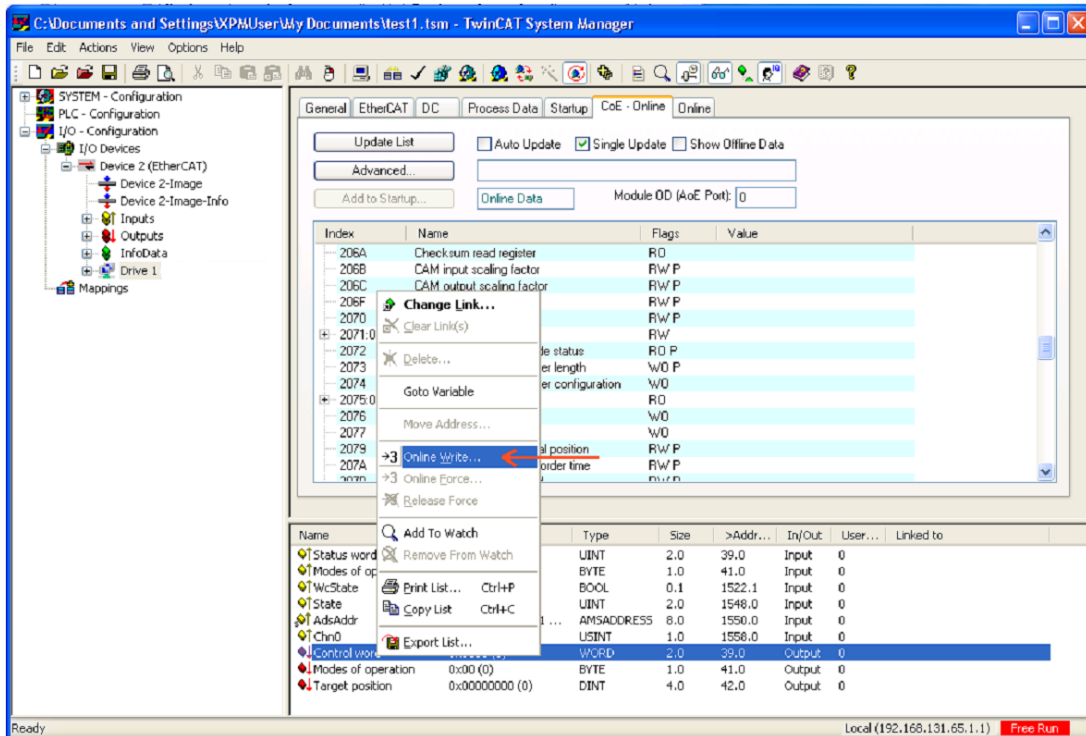 C:\Documents and Settings\XPMUser\My Documents\test1.tsm - TwinCAT System Manager
File Edit Actions View Options Help
SYSTEM - Configuration
PLC - Configuration
I/O - Configuration
I/O Devices
Device 2 (EtherCAT)
Device 2-Image
Device 2-Image-Info
Inputs
Outputs
InfoData
Drive 1
Mappings
General EtherCAT DC Process Data Startup CoE - Online Online
Update List Auto Update Single Update Show Offline Data
Advanced...
Add to Startup... Online Data Module OD (AoE Port): 0
Index Name Flags Value
206A Checksum read register RO
206B CAM input scaling factor RW P
206C CAM output scaling factor RW P
206F RW P
2070 RW P
2071:0 RW
2072 de status RO P
2073 er length WO P
2074 er configuration WO
2075:0 RO
2076 WO
2077 WO
2079 al position RW P
207A order time RW P
Change Link...
Clear Link(s)
Delete...
Goto Variable
Move Address...
→3 Online Write...
→3 Online Force...
Release Force
Add To Watch
Remove From Watch
Print List... Ctrl+P
Copy List Ctrl+C
Export List...
Name Type Size >Addr... In/Out User... Linked to
Status word UINT 2.0 39.0 Input 0
Modes of op BYTE 1.0 41.0 Input 0
WcState BOOL 0.1 1522.1 Input 0
State UINT 2.0 1548.0 Input 0
AdsAddr 1 ... AMSADDRESS 8.0 1550.0 Input 0
Chn0 USINT 1.0 1558.0 Input 0
Control word WORD 2.0 39.0 Output 0
Modes of operation 0x00 (0) BYTE 1.0 41.0 Output 0
Target position 0x00000000 (0) DINT 4.0 42.0 Output 0
Ready Local (192.168.131.65.1.1) Free Run